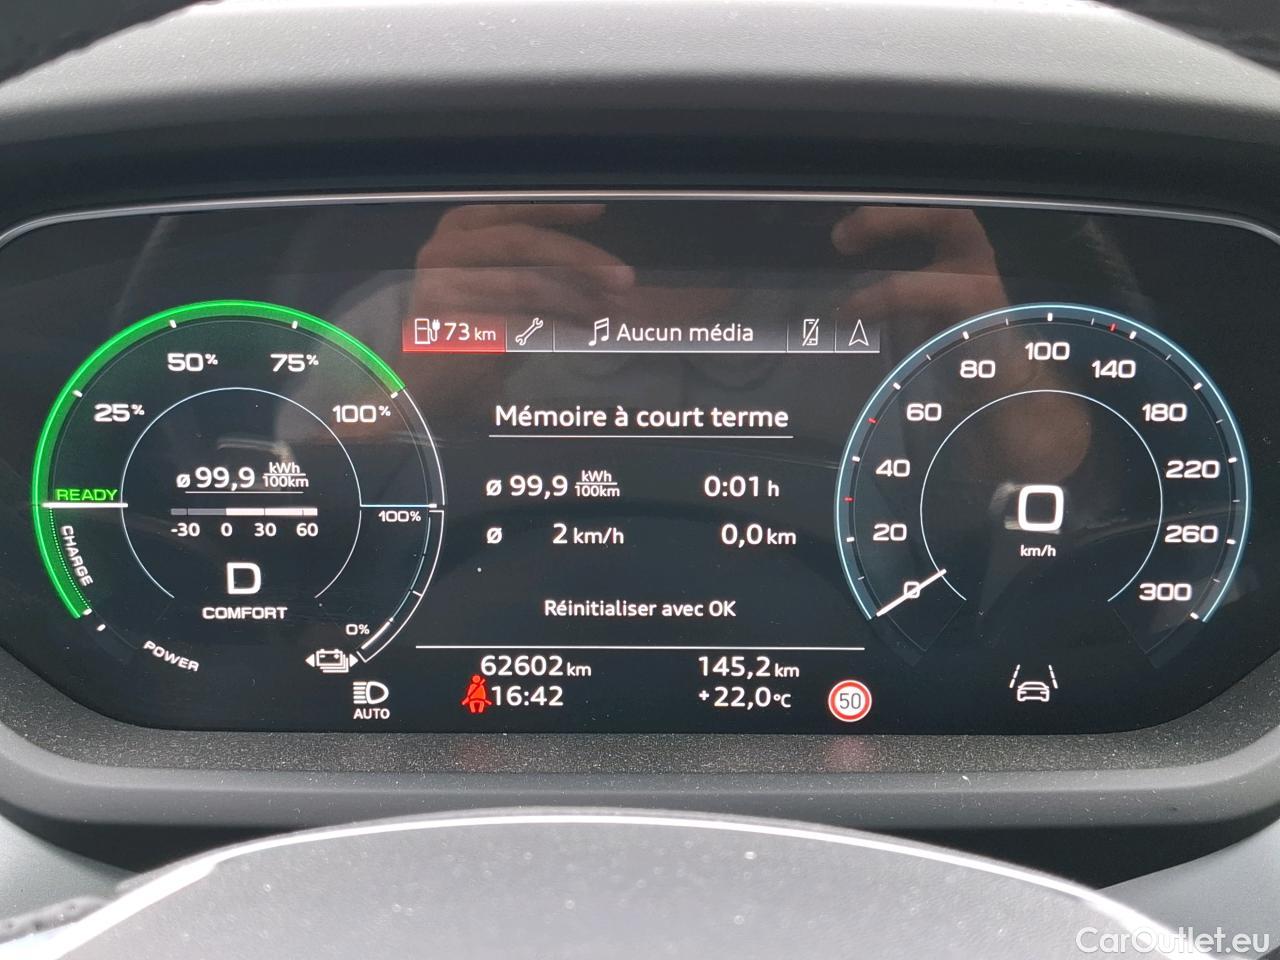 73 km
Aucun média
50% 75%
25% 100%
ø 99,9 kWh/100km
READY
-30 0 30 60
100%
CHARGE
D
COMFORT
0%
POWER
AUTO
Mémoire à court terme
ø 99,9 kWh/100km 0:01 h
ø 2 km/h 0,0 km
Réinitialiser avec OK
62602 km 145,2 km
16:42 +22,0°C
50
0 20 40 60 80 100 140 180 220 260 300
0
km/h
CarOutlet.eu